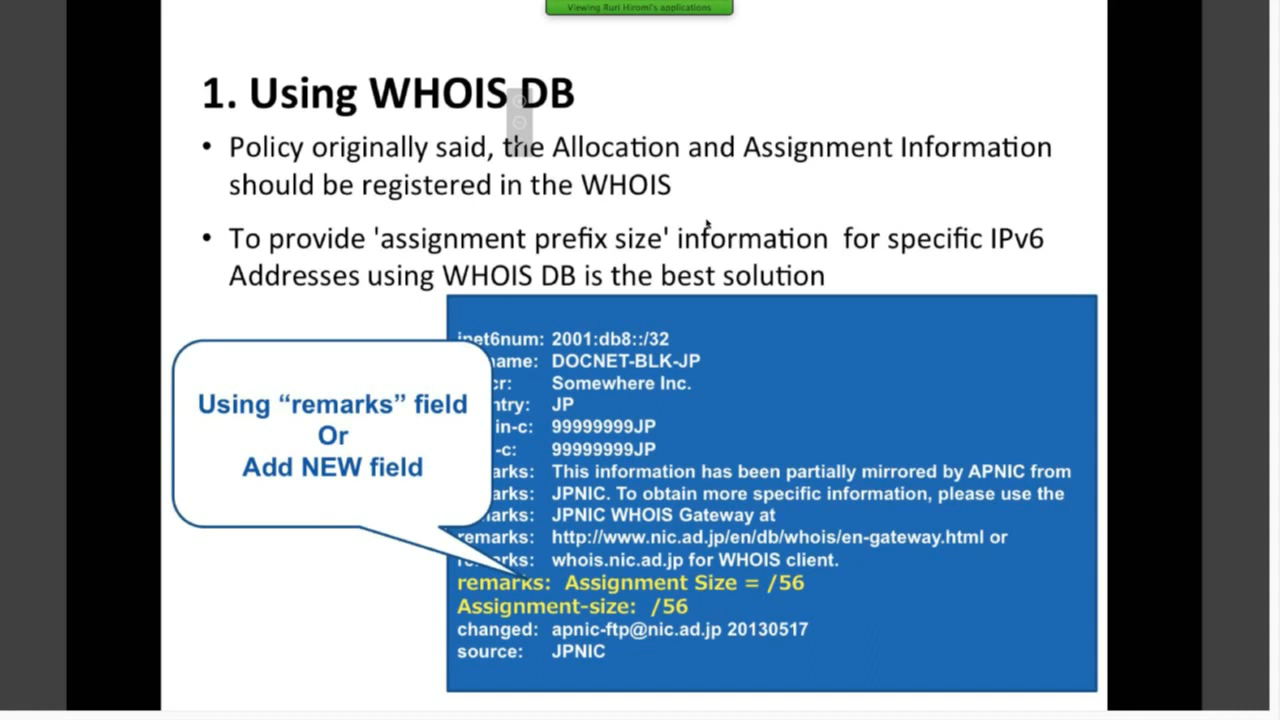 Viewing Ruri Hiromi's applications
1. Using WHOIS DB
• Policy originally said, the Allocation and Assignment Information
should be registered in the WHOIS
• To provide 'assignment prefix size' information for specific IPv6
Addresses using WHOIS DB is the best solution
Using “remarks” field
Or
Add NEW field
inet6num: 2001:db8::/32
name: DOCNET-BLK-JP
cr: Somewhere Inc.
ntry: JP
in-c: 99999999JP
-c: 99999999JP
arks: This information has been partially mirrored by APNIC from
arks: JPNIC. To obtain more specific information, please use the
marks: JPNIC WHOIS Gateway at
remarks: http://www.nic.ad.jp/en/db/whois/en-gateway.html or
remarks: whois.nic.ad.jp for WHOIS client.
remarks: Assignment Size = /56
Assignment-size: /56
changed: apnic-ftp@nic.ad.jp 20130517
source: JPNIC